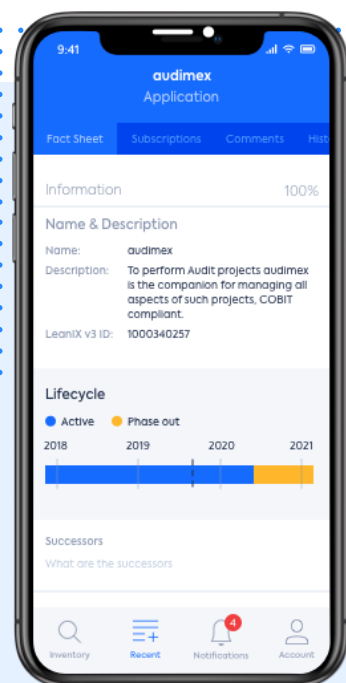 9:41
audimex
Application
Fact Sheet Subscriptions Comments Hist
Information 100%
Name & Description
Name: audimex
Description: To perform Audit projects audimex
is the companion for managing all
aspects of such projects, COBIT
compliant.
LeanIX v3 ID: 1000340257
Lifecycle
Active Phase out
2018 2019 2020 2021
Successors
What are the successors
4
Inventory Recent Notifications Account